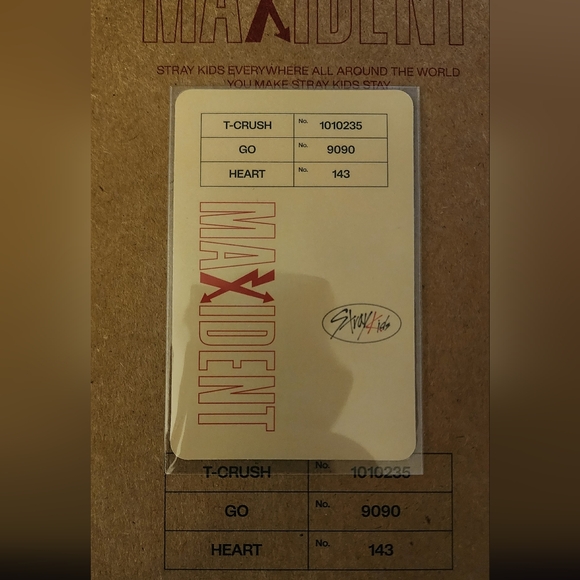 MAXIDENT
STRAY KIDS EVERYWHERE ALL AROUND THE WORLD
YOU MAKE STRAY KIDS STAY
T-CRUSH No. 1010235
GO No. 9090
HEART No. 143
MAXIDENT
Stray Kids
T-CRUSH No. 1010235
GO No. 9090
HEART No. 143